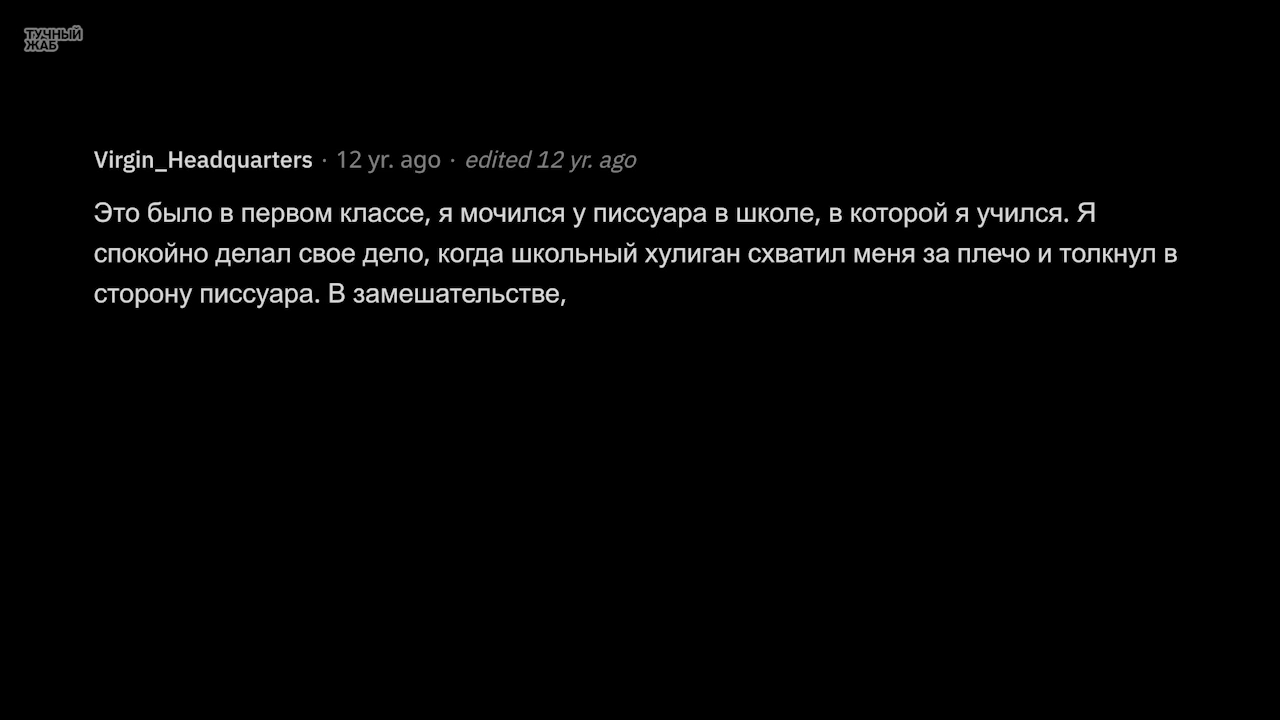 ТУЧНЫЙ
ЖАБ
Virgin_Headquarters · 12 yr. ago · edited 12 yr. ago
Это было в первом классе, я мочился у писсуара в школе, в которой я учился. Я
спокойно делал свое дело, когда школьный хулиган схватил меня за плечо и толкнул в
сторону писсуара. В замешательстве,